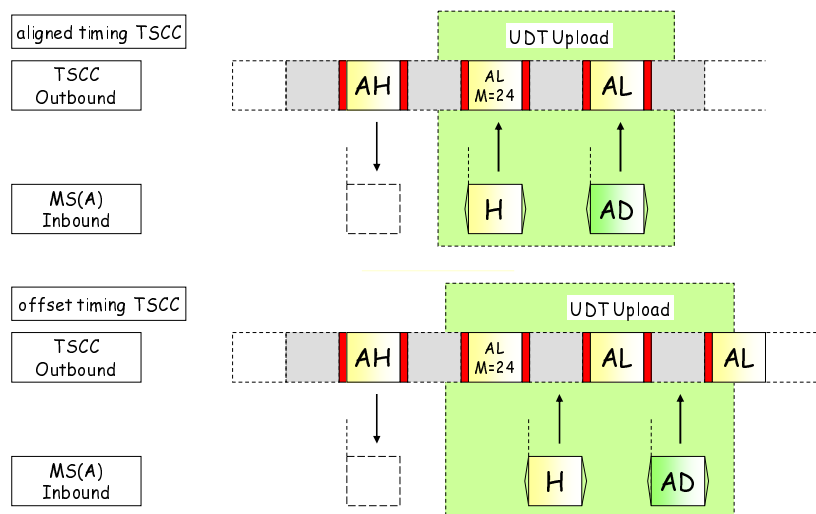 aligned timing TSCC
UDT Upload
TSCC
Outbound
AH
AL
M=24
AL
MS(A)
Inbound
H
AD
offset timing TSCC
UDT Upload
TSCC
Outbound
AH
AL
M=24
AL
AL
MS(A)
Inbound
H
AD